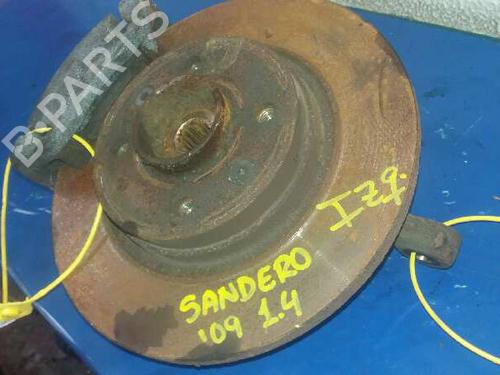 B-PARTS
Izq.
SANDERO
'09 1.4